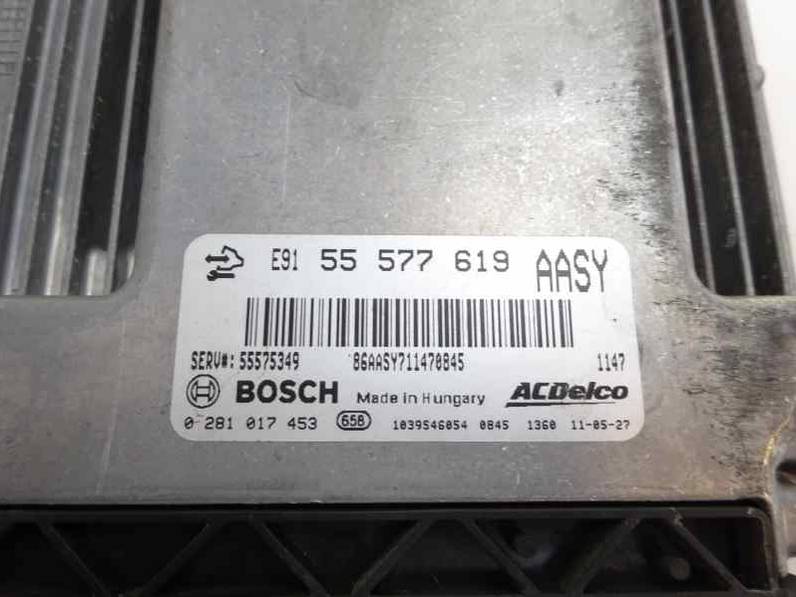 E91 55 577 619 AASY
SERV#: 55575349 86AASY711470845 1147
BOSCH Made in Hungary ACDelco
0 281 017 453 658 1039S46054 0845 1360 11-05-27